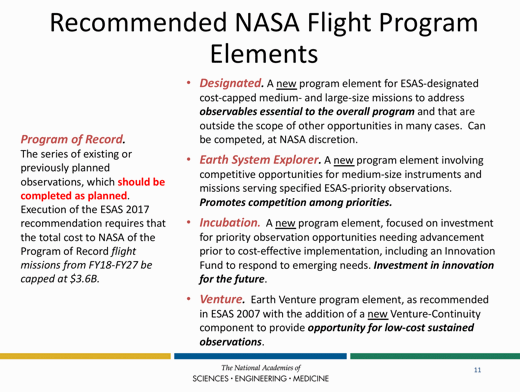 Recommended NASA Flight Program
Elements
Program of Record.
The series of existing or
previously planned
observations, which should be
completed as planned.
Execution of the ESAS 2017
recommendation requires that
the total cost to NASA of the
Program of Record flight
missions from FY18-FY27 be
capped at $3.6B.
• Designated. A new program element for ESAS-designated
cost-capped medium- and large-size missions to address
observables essential to the overall program and that are
outside the scope of other opportunities in many cases. Can
be competed, at NASA discretion.
• Earth System Explorer. A new program element involving
competitive opportunities for medium-size instruments and
missions serving specified ESAS-priority observations.
Promotes competition among priorities.
• Incubation. A new program element, focused on investment
for priority observation opportunities needing advancement
prior to cost-effective implementation, including an Innovation
Fund to respond to emerging needs. Investment in innovation
for the future.
• Venture. Earth Venture program element, as recommended
in ESAS 2007 with the addition of a new Venture-Continuity
component to provide opportunity for low-cost sustained
observations.
The National Academies of
SCIENCES • ENGINEERING • MEDICINE
11